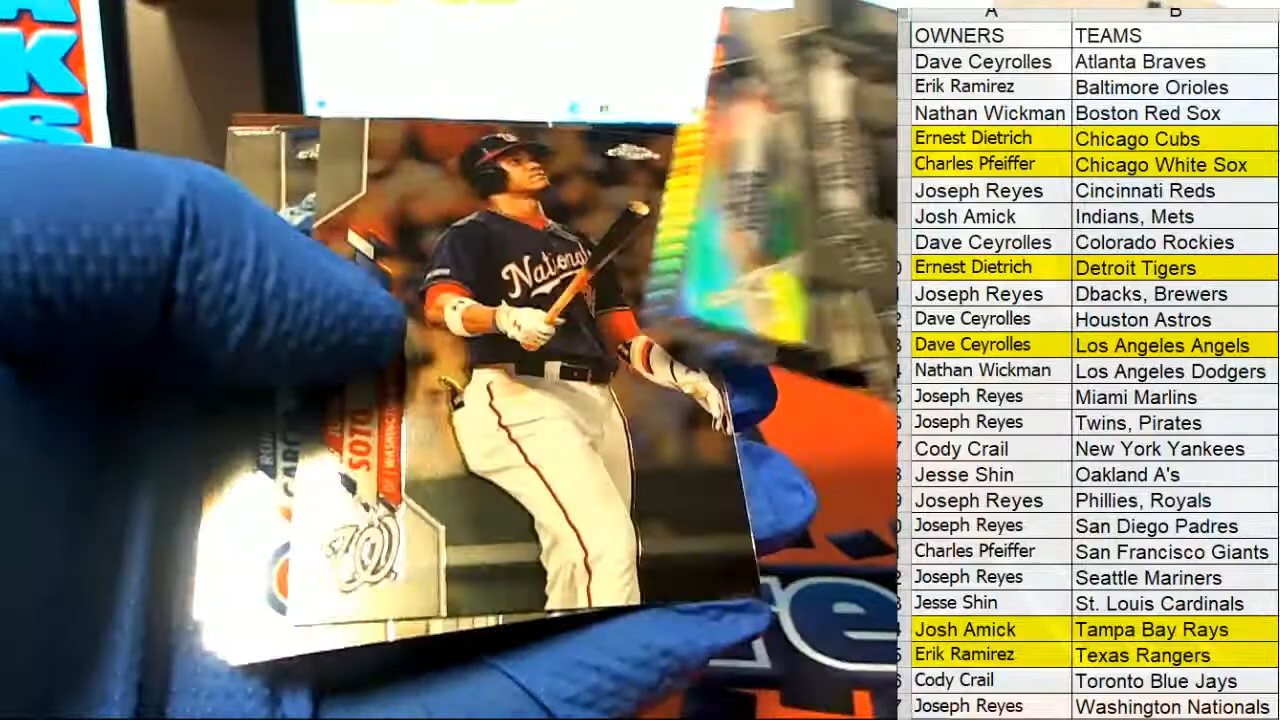 A B
OWNERS TEAMS
Dave Ceyrolles Atlanta Braves
Erik Ramirez Baltimore Orioles
Nathan Wickman Boston Red Sox
Ernest Dietrich Chicago Cubs
Charles Pfeiffer Chicago White Sox
Joseph Reyes Cincinnati Reds
Josh Amick Indians, Mets
Dave Ceyrolles Colorado Rockies
Ernest Dietrich Detroit Tigers
Joseph Reyes Dbacks, Brewers
Dave Ceyrolles Houston Astros
Dave Ceyrolles Los Angeles Angels
Nathan Wickman Los Angeles Dodgers
Joseph Reyes Miami Marlins
Joseph Reyes Twins, Pirates
Cody Crail New York Yankees
Jesse Shin Oakland A's
Joseph Reyes Phillies, Royals
Joseph Reyes San Diego Padres
Charles Pfeiffer San Francisco Giants
Joseph Reyes Seattle Mariners
Jesse Shin St. Louis Cardinals
Josh Amick Tampa Bay Rays
Erik Ramirez Texas Rangers
Cody Crail Toronto Blue Jays
Joseph Reyes Washington Nationals
Nationals
SOTO